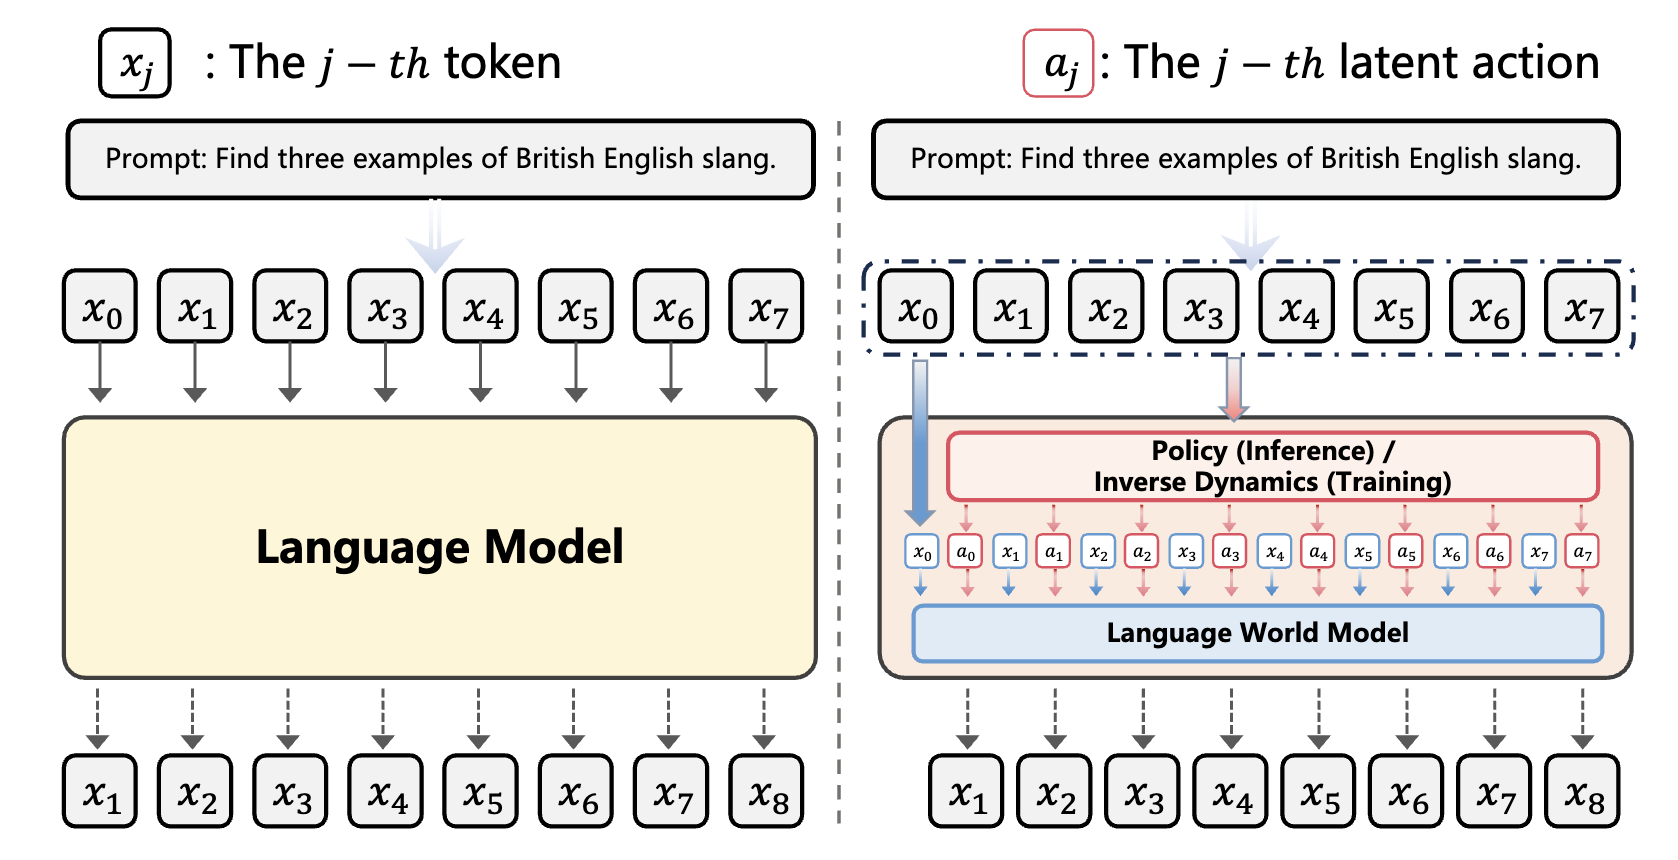 x_j : The j − th token
a_j : The j − th latent action
Prompt: Find three examples of British English slang.
x_0 x_1 x_2 x_3 x_4 x_5 x_6 x_7
Language Model
x_1 x_2 x_3 x_4 x_5 x_6 x_7 x_8
Prompt: Find three examples of British English slang.
x_0 x_1 x_2 x_3 x_4 x_5 x_6 x_7
Policy (Inference) /
Inverse Dynamics (Training)
x_0 a_0 x_1 a_1 x_2 a_2 x_3 a_3 x_4 a_4 x_5 a_5 x_6 a_6 x_7 a_7
Language World Model
x_1 x_2 x_3 x_4 x_5 x_6 x_7 x_8